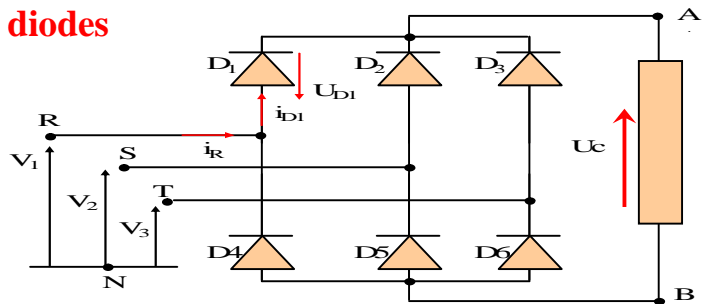 diodes
A
D1 D2 D3
UD1
iD1
R
iR
Uc
V1
S
V2
T
V3
D4 D5 D6
N
B